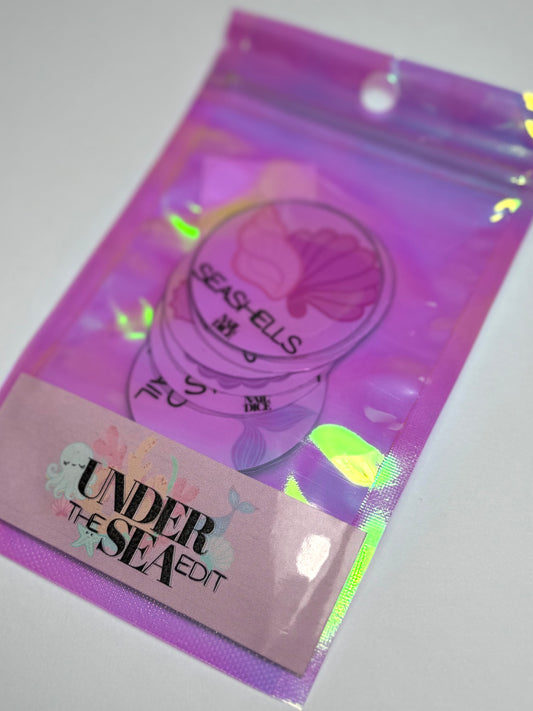 SEASHELLS
NAIL
DICE
NAIL
DICE
UNDER
THE SEA EDIT